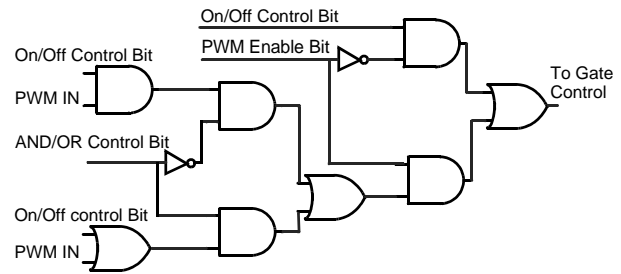 On/Off Control Bit
PWM Enable Bit
On/Off Control Bit
PWM IN
AND/OR Control Bit
On/Off control Bit
PWM IN
To Gate
Control